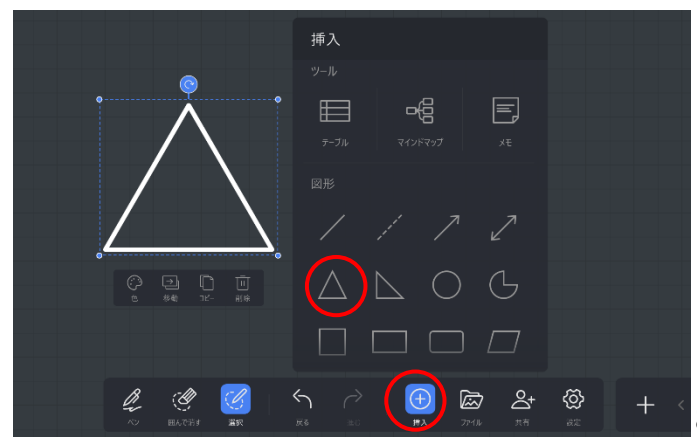 挿入
ツール
テーブル
マインドマップ
メモ
図形
色
移動
コピー
削除
ペン
囲んで消す
選択
戻る
進む
挿入
ファイル
共有
設定